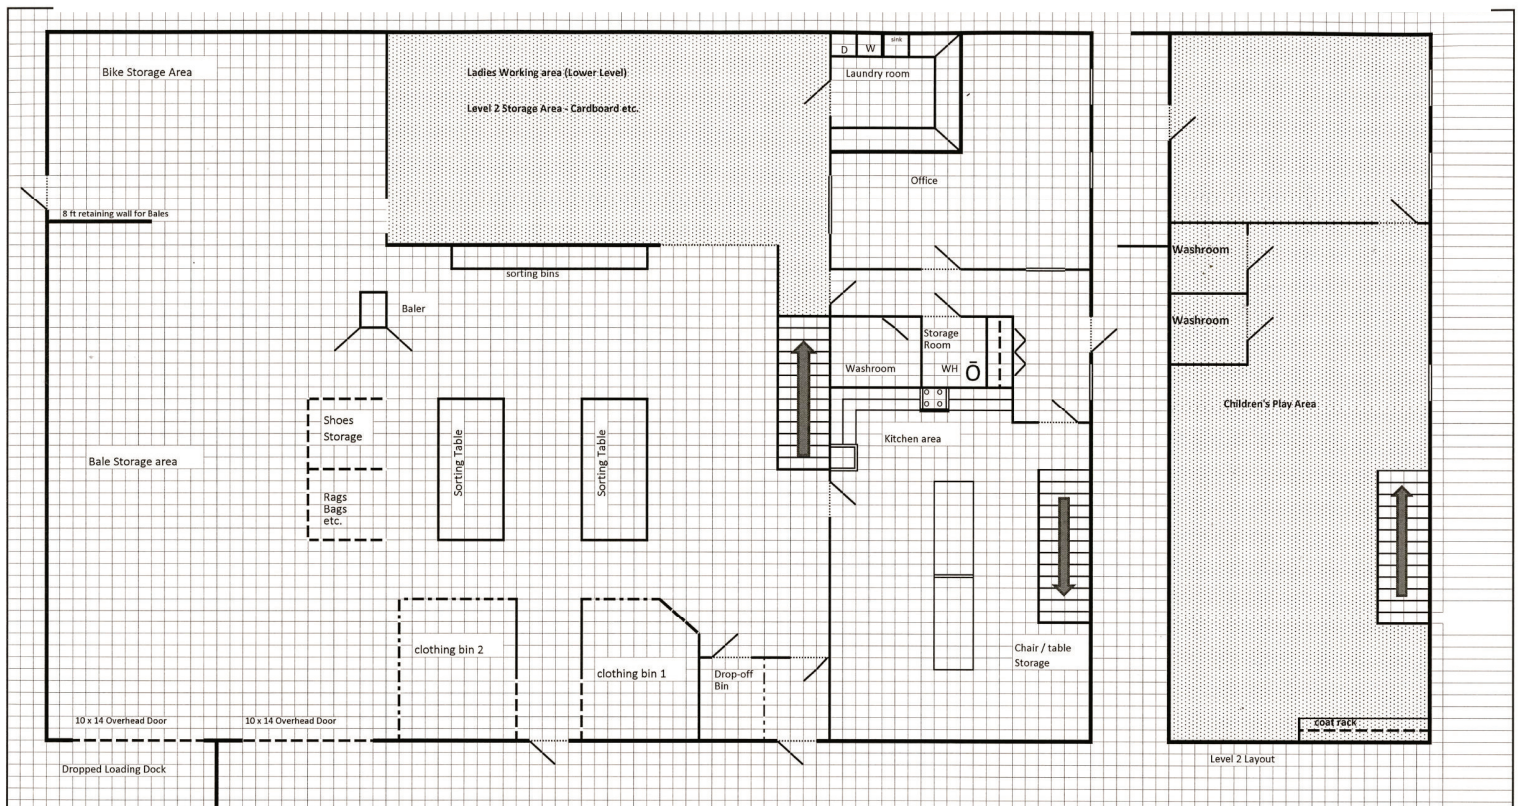 Bike Storage Area
Ladies Working area (Lower Level)
Level 2 Storage Area - Cardboard etc.
D
W
sink
Laundry room
Office
8 ft retaining wall for Bales
sorting bins
Baler
Washroom
Storage
Room
WH
Ō
Kitchen area
Shoes
Storage
Rags
Bags
etc.
Sorting Table
Sorting Table
Bale Storage area
clothing bin 2
clothing bin 1
Drop-off
Bin
Chair / table
Storage
10 x 14 Overhead Door
10 x 14 Overhead Door
Dropped Loading Dock
Washroom
Washroom
Children's Play Area
coat rack
Level 2 Layout